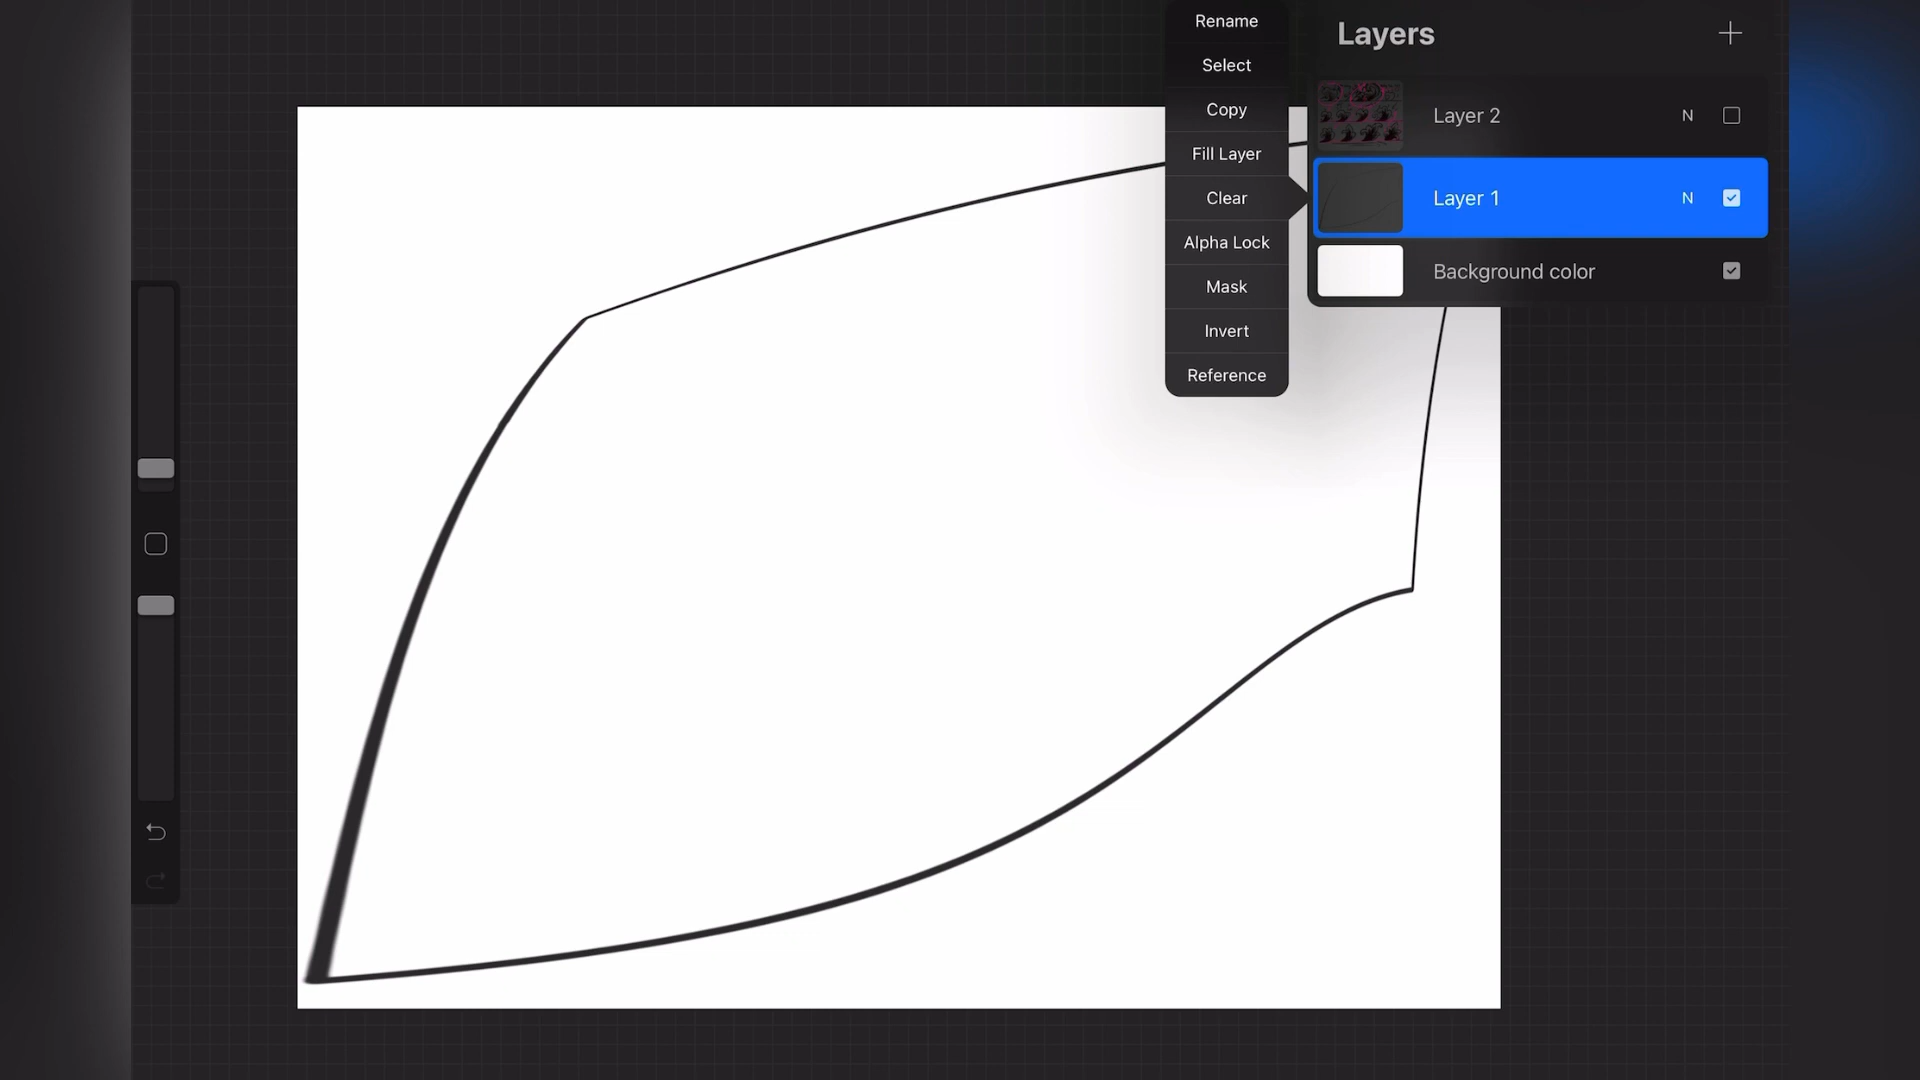 Rename
Select
Copy
Fill Layer
Clear
Alpha Lock
Mask
Invert
Reference
Layers
Layer 2 N
Layer 1 N
Background color